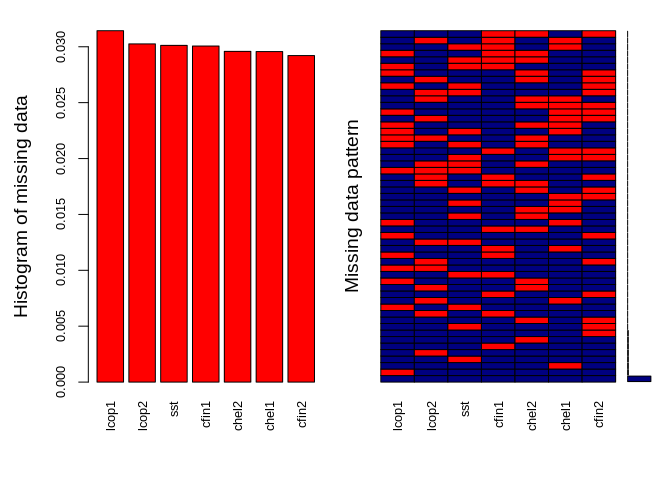 Histogram of missing data
0.030
0.025
0.020
0.015
0.010
0.005
0.000
lcop1
lcop2
sst
cfin1
chel2
chel1
cfin2
Missing data pattern
lcop1
lcop2
sst
cfin1
chel2
chel1
cfin2